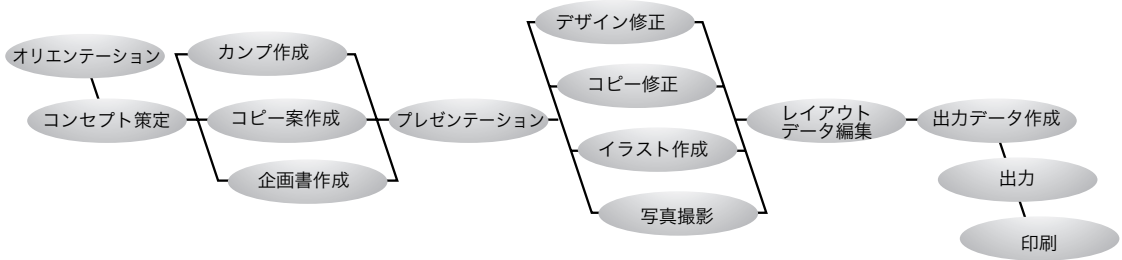 オリエンテーション
コンセプト策定
カンプ作成
コピー案作成
企画書作成
プレゼンテーション
デザイン修正
コピー修正
イラスト作成
写真撮影
レイアウト
データ編集
出力データ作成
出力
印刷